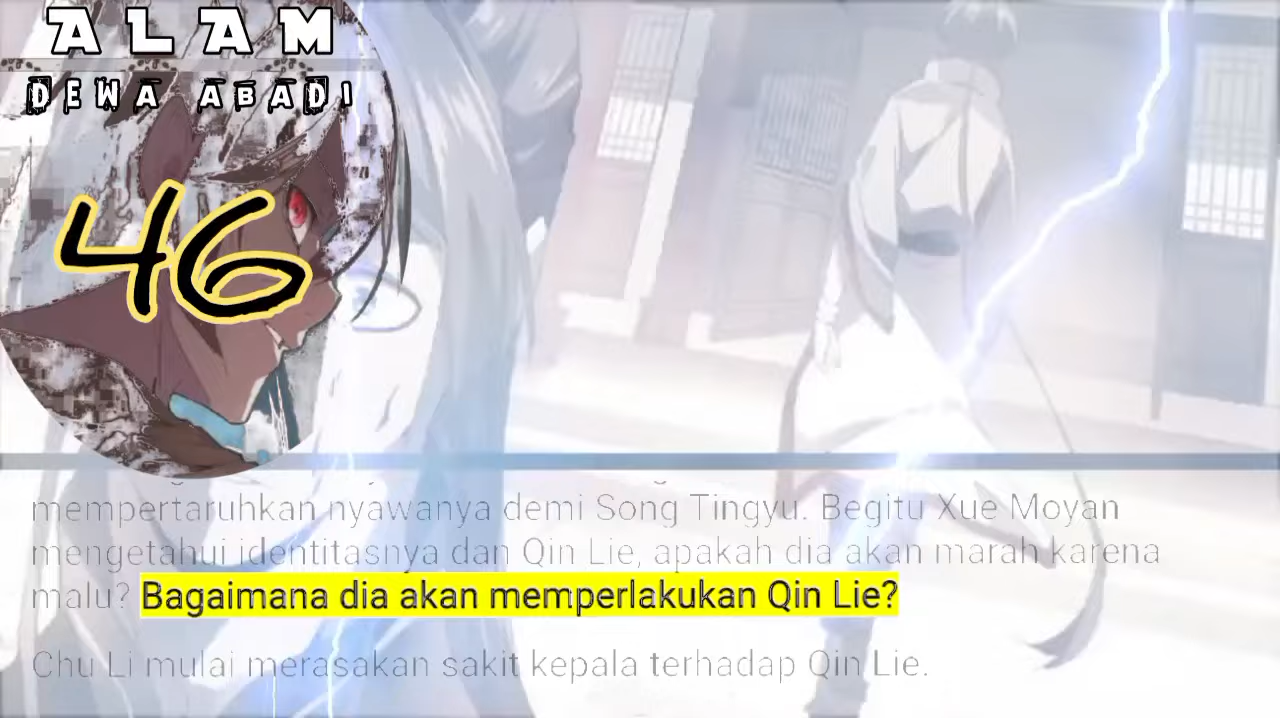 ALAM
DEWA ABADI
46
mempertaruhkan nyawanya demi Song Tingyu. Begitu Xue Moyan
mengetahui identitasnya dan Qin Lie, apakah dia akan marah karena
malu? Bagaimana dia akan memperlakukan Qin Lie?
Chu Li mulai merasakan sakit kepala terhadap Qin Lie.